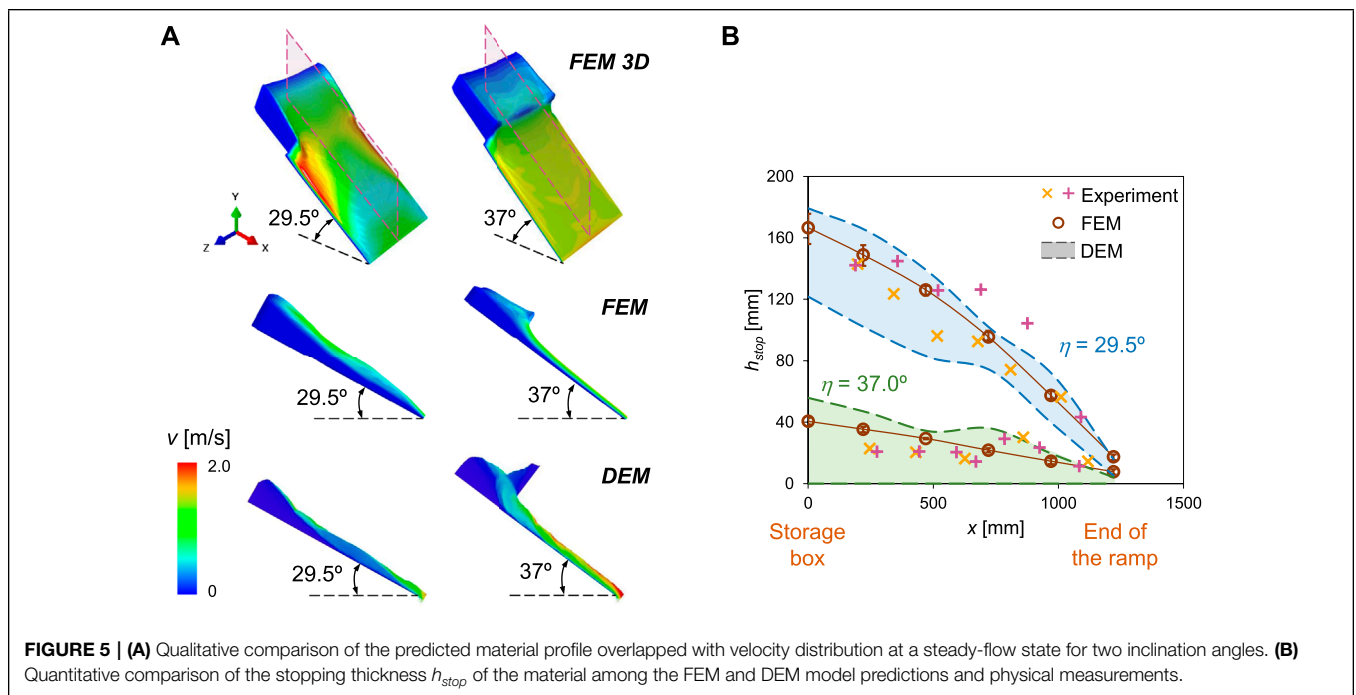 A
FEM 3D
29.5º
37º
Y
Z
X
FEM
29.5º
37º
v [m/s]
2.0
0
DEM
29.5º
37º
B
200
160
120
80
40
0
h_stop [mm]
Experiment
FEM
DEM
η = 29.5º
η = 37.0º
0
500
1000
1500
x [mm]
Storage
box
End of
the ramp
FIGURE 5 | (A) Qualitative comparison of the predicted material profile overlapped with velocity distribution at a steady-flow state for two inclination angles. (B)
Quantitative comparison of the stopping thickness h_stop of the material among the FEM and DEM model predictions and physical measurements.